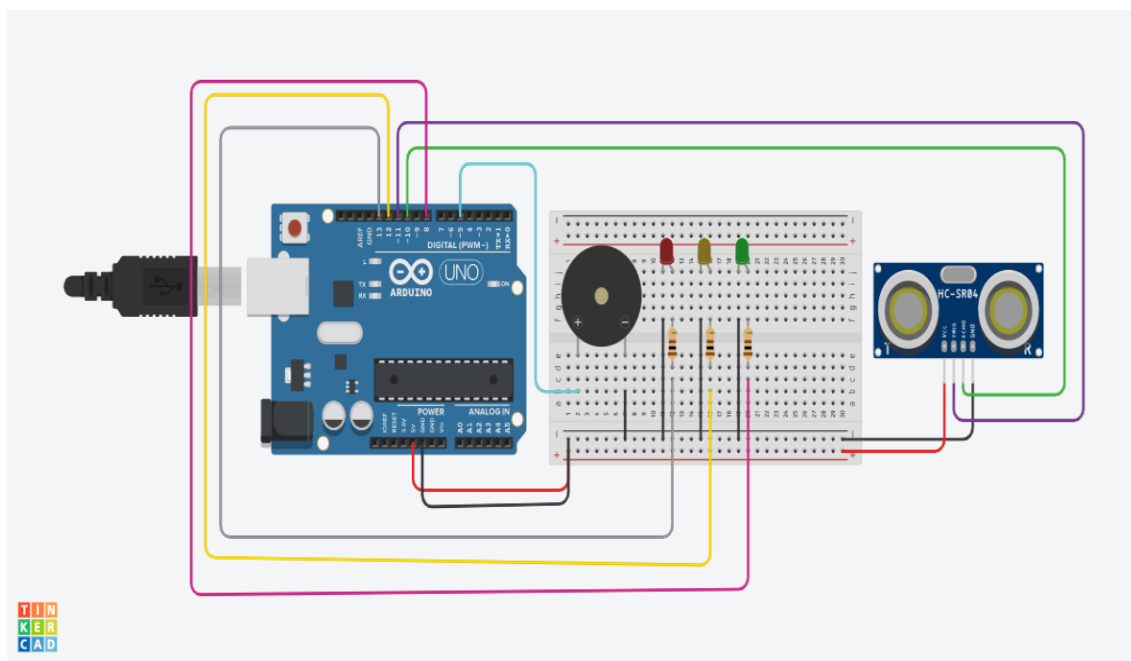 AREF
GND
13
12
~11
~10
~9
8
7
~6
~5
4
~3
2
TX→1
RX←0
DIGITAL (PWM~)
L
TX
RX
ARDUINO
UNO
ON
POWER
ANALOG IN
IOREF
RESET
3.3V
5V
GND
GND
Vin
A0
A1
A2
A3
A4
A5
HC-SR04
VCC
TRIG
ECHO
GND
T
R
TIN
KER
CAD